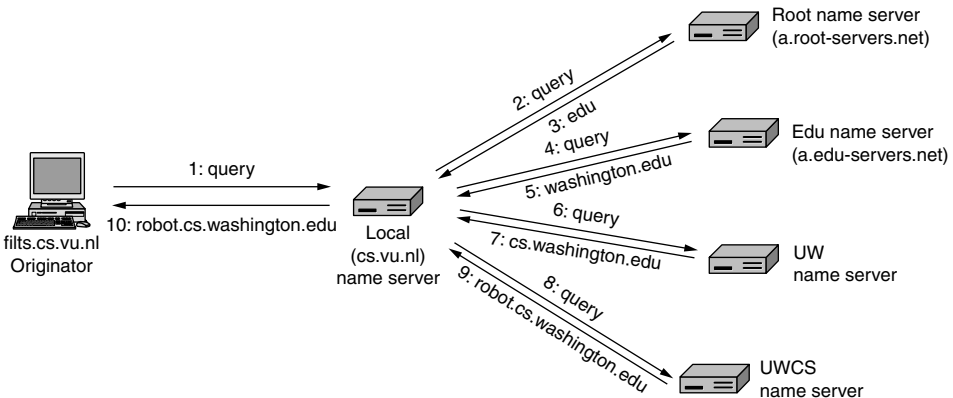 Root name server
(a.root-servers.net)
2: query
3: edu
4: query
5: washington.edu
Edu name server
(a.edu-servers.net)
1: query
10: robot.cs.washington.edu
filts.cs.vu.nl
Originator
Local
(cs.vu.nl)
name server
6: query
7: cs.washington.edu
UW
name server
8: query
9: robot.cs.washington.edu
UWCS
name server